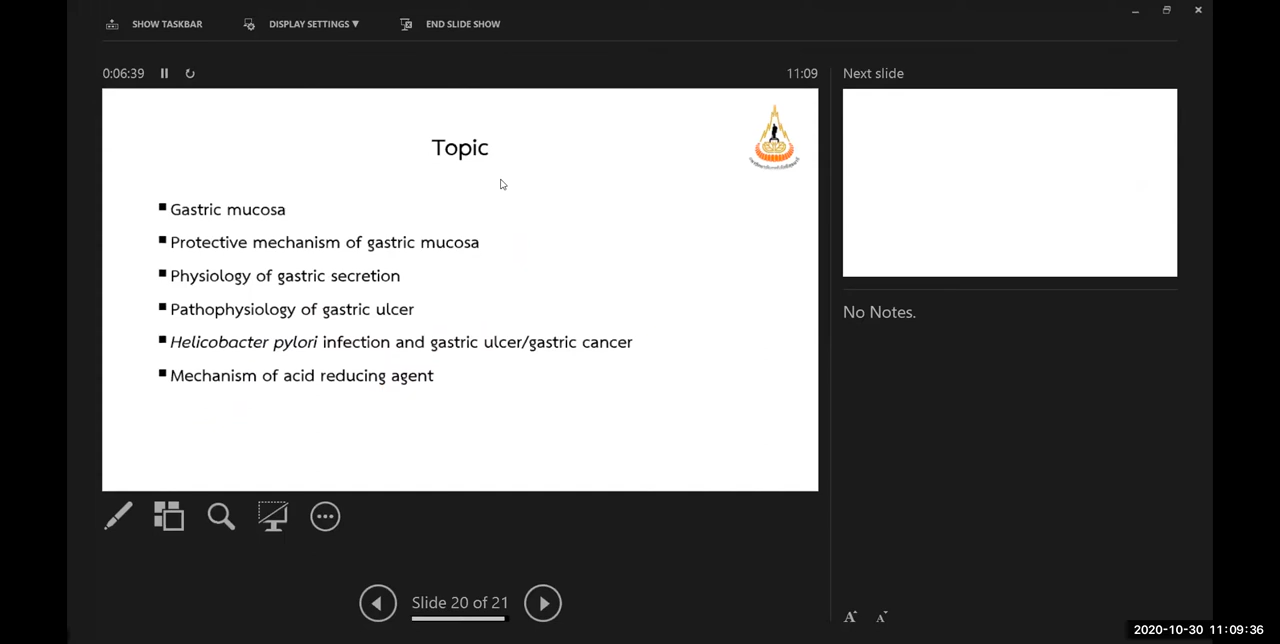 SHOW TASKBAR
DISPLAY SETTINGS ▼
END SLIDE SHOW
0:06:39
11:09
Next slide
Topic
▪ Gastric mucosa
▪ Protective mechanism of gastric mucosa
▪ Physiology of gastric secretion
▪ Pathophysiology of gastric ulcer
▪ Helicobacter pylori infection and gastric ulcer/gastric cancer
▪ Mechanism of acid reducing agent
No Notes.
Slide 20 of 21
A A
2020-10-30 11:09:36